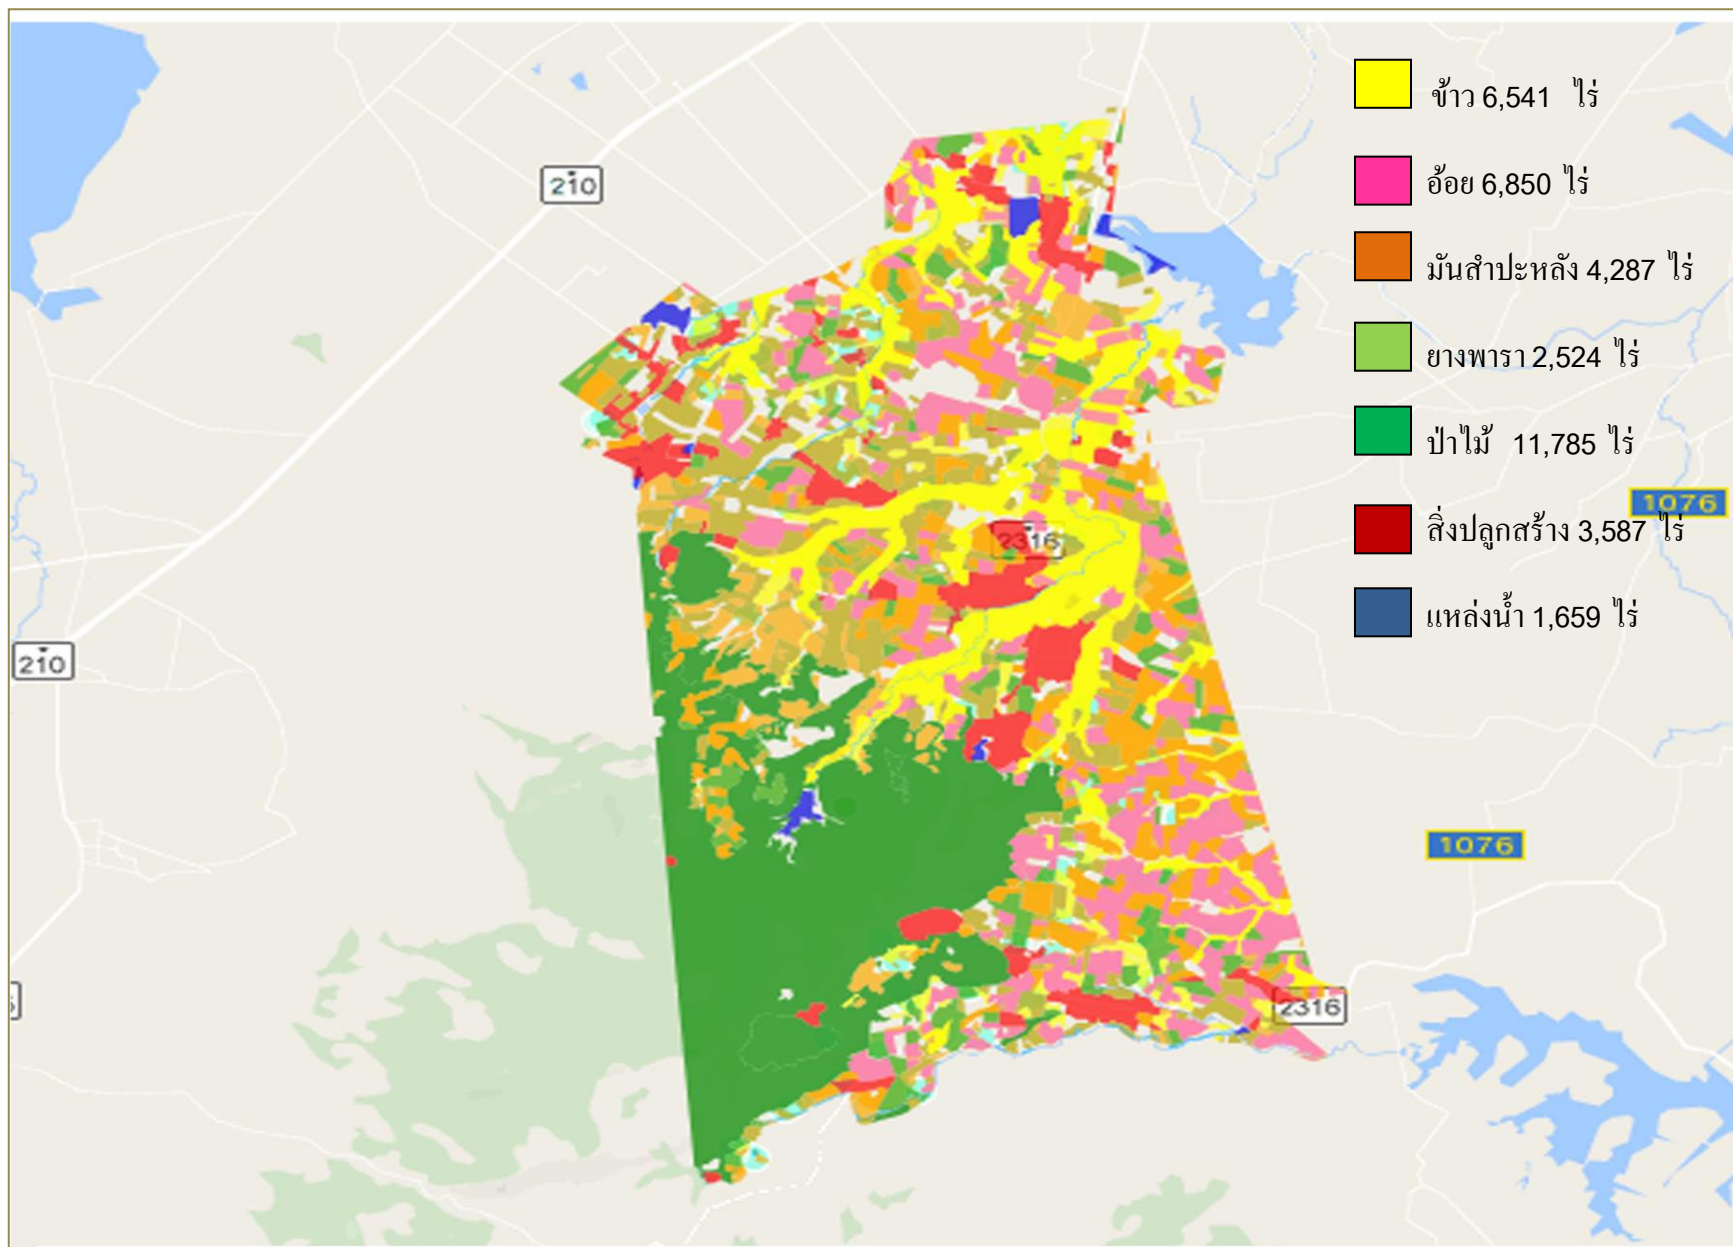 ข้าว 6,541 ไร่
210
อ้อย 6,850 ไร่
มันสำปะหลัง 4,287 ไร่
ยางพารา 2,524 ไร่
ป่าไม้ 11,785 ไร่
1076
สิ่งปลูกสร้าง 3,587 ไร่
2316
แหล่งน้ำ 1,659 ไร่
210
1076
2316